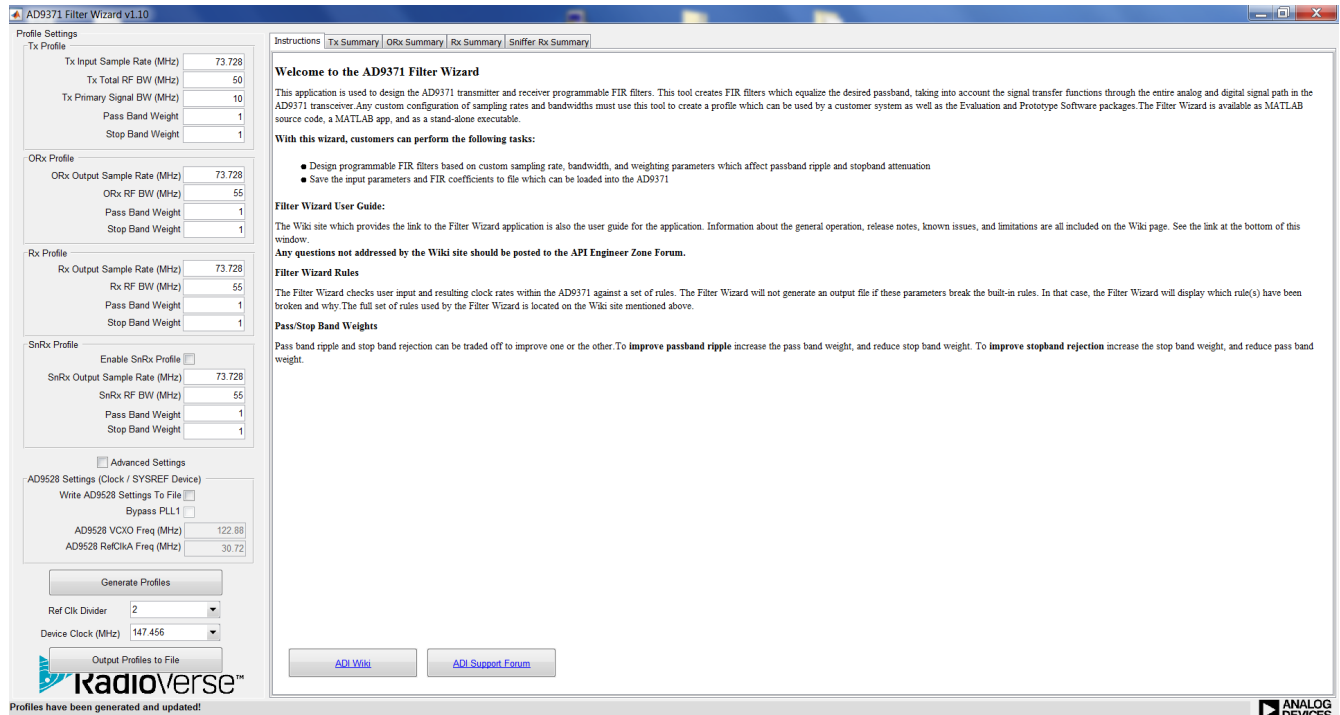 AD9371 Filter Wizard v1.10
Profile Settings
Tx Profile
Tx Input Sample Rate (MHz) 73.728
Tx Total RF BW (MHz) 50
Tx Primary Signal BW (MHz) 10
Pass Band Weight 1
Stop Band Weight 1
ORx Profile
ORx Output Sample Rate (MHz) 73.728
ORx RF BW (MHz) 55
Pass Band Weight 1
Stop Band Weight 1
Rx Profile
Rx Output Sample Rate (MHz) 73.728
Rx RF BW (MHz) 55
Pass Band Weight 1
Stop Band Weight 1
SnRx Profile
Enable SnRx Profile
SnRx Output Sample Rate (MHz) 73.728
SnRx RF BW (MHz) 55
Pass Band Weight 1
Stop Band Weight 1
Advanced Settings
AD9528 Settings (Clock / SYSREF Device)
Write AD9528 Settings To File
Bypass PLL1
AD9528 VCXO Freq (MHz) 122.88
AD9528 RefClkA Freq (MHz) 30.72
Generate Profiles
Ref Clk Divider 2
Device Clock (MHz) 147.456
Output Profiles to File
RadioVerse™
Profiles have been generated and updated!
Instructions Tx Summary ORx Summary Rx Summary Sniffer Rx Summary
Welcome to the AD9371 Filter Wizard
This application is used to design the AD9371 transmitter and receiver programmable FIR filters. This tool creates FIR filters which equalize the desired passband, taking into account the signal transfer functions through the entire analog and digital signal path in the
AD9371 transceiver.Any custom configuration of sampling rates and bandwidths must use this tool to create a profile which can be used by a customer system as well as the Evaluation and Prototype Software packages.The Filter Wizard is available as MATLAB
source code, a MATLAB app, and as a stand-alone executable.
With this wizard, customers can perform the following tasks:
● Design programmable FIR filters based on custom sampling rate, bandwidth, and weighting parameters which affect passband ripple and stopband attenuation
● Save the input parameters and FIR coefficients to file which can be loaded into the AD9371
Filter Wizard User Guide:
The Wiki site which provides the link to the Filter Wizard application is also the user guide for the application. Information about the general operation, release notes, known issues, and limitations are all included on the Wiki page. See the link at the bottom of this
window.
Any questions not addressed by the Wiki site should be posted to the API Engineer Zone Forum.
Filter Wizard Rules
The Filter Wizard checks user input and resulting clock rates within the AD9371 against a set of rules. The Filter Wizard will not generate an output file if these parameters break the built-in rules. In that case, the Filter Wizard will display which rule(s) have been
broken and why.The full set of rules used by the Filter Wizard is located on the Wiki site mentioned above.
Pass/Stop Band Weights
Pass band ripple and stop band rejection can be traded off to improve one or the other.To improve passband ripple increase the pass band weight, and reduce stop band weight. To improve stopband rejection increase the stop band weight, and reduce pass band
weight.
ADI Wiki
ADI Support Forum
ANALOG
DEVICES